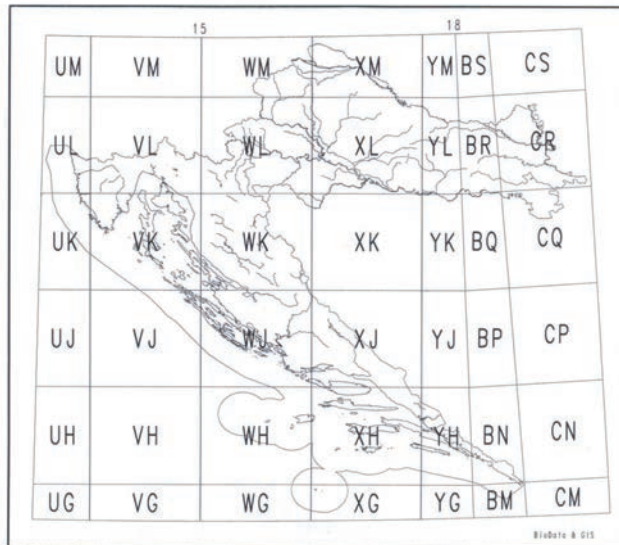 15 18
UM VM WM XM YM BS CS
UL VL WL XL YL BR CR
UK VK WK XK YK BQ CQ
UJ VJ WJ XJ YJ BP CP
UH VH WH XH YH BN CN
UG VG WG XG YG BM CM
BioData & GIS